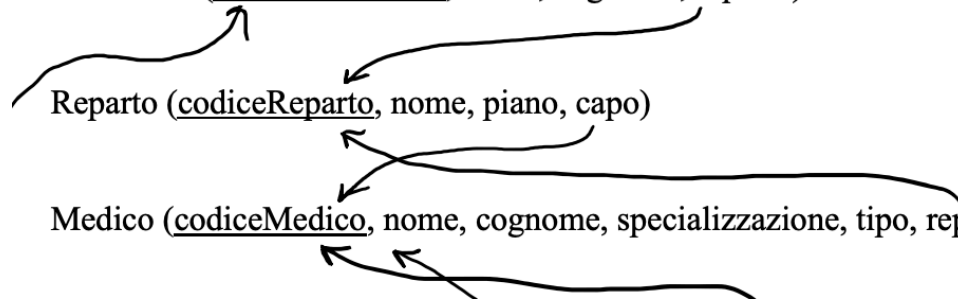 Reparto (codiceReparto, nome, piano, capo)
Medico (codiceMedico, nome, cognome, specializzazione, tipo,